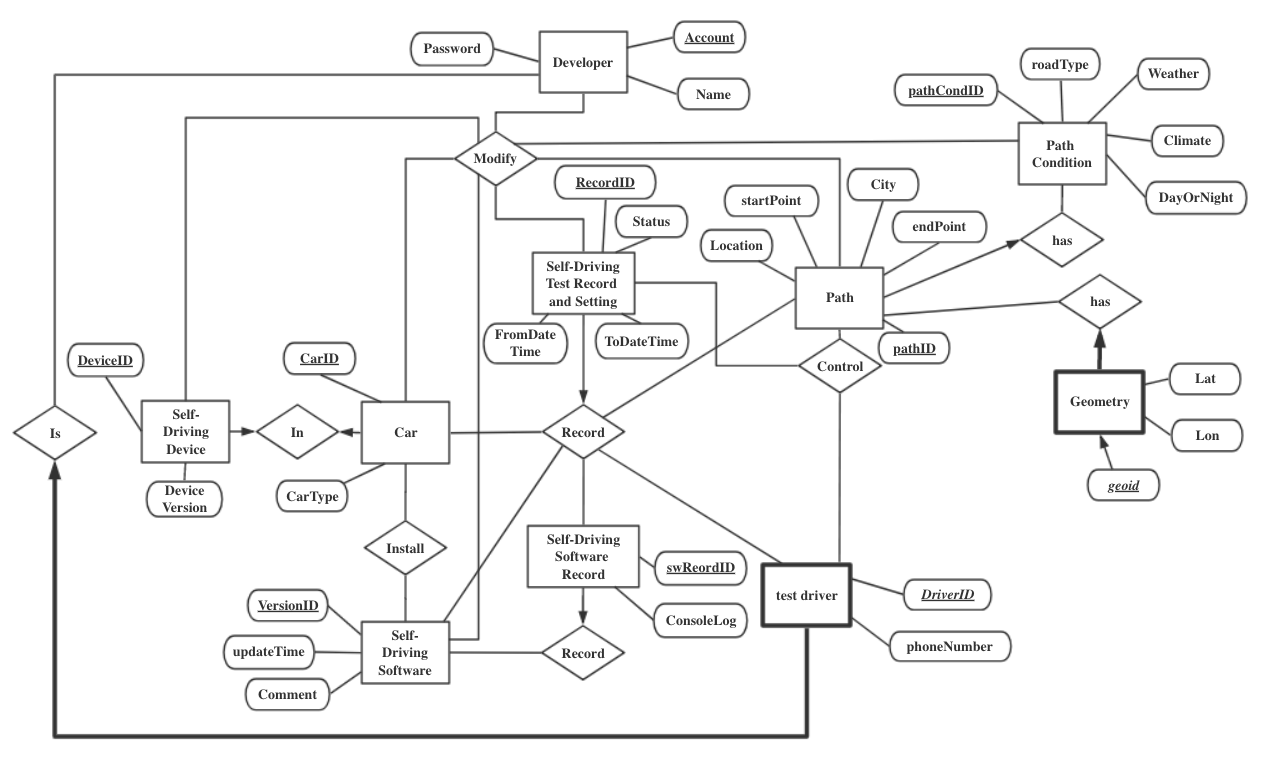 Account
Password
Developer
Name
roadType
Weather
pathCondID
Path
Condition
Climate
DayOrNight
Modify
RecordID
City
startPoint
Status
endPoint
Location
has
Self-Driving
Test Record
and Setting
Path
has
FromDate
Time
ToDateTime
pathID
DeviceID
CarID
Control
Lat
Geometry
Is
Self-
Driving
Device
In
Car
Record
Lon
Device
Version
CarType
geoid
Install
Self-Driving
Software
Record
swReordID
VersionID
test driver
DriverID
ConsoleLog
updateTime
Self-
Driving
Software
Record
phoneNumber
Comment